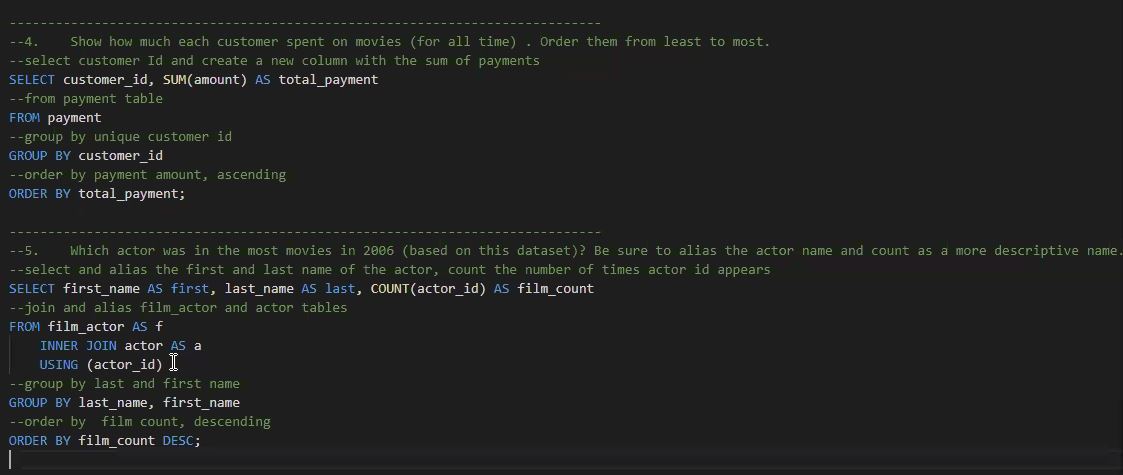 -----------------------------------------------------------------------------
--4.    Show how much each customer spent on movies (for all time) . Order them from least to most.
--select customer Id and create a new column with the sum of payments
SELECT customer_id, SUM(amount) AS total_payment
--from payment table
FROM payment
--group by unique customer id
GROUP BY customer_id
--order by payment amount, ascending
ORDER BY total_payment;
-----------------------------------------------------------------------------
--5.    Which actor was in the most movies in 2006 (based on this dataset)? Be sure to alias the actor name and count as a more descriptive name.
--select and alias the first and last name of the actor, count the number of times actor id appears
SELECT first_name AS first, last_name AS last, COUNT(actor_id) AS film_count
--join and alias film_actor and actor tables
FROM film_actor AS f
    INNER JOIN actor AS a
    USING (actor_id)
--group by last and first name
GROUP BY last_name, first_name
--order by  film count, descending
ORDER BY film_count DESC;